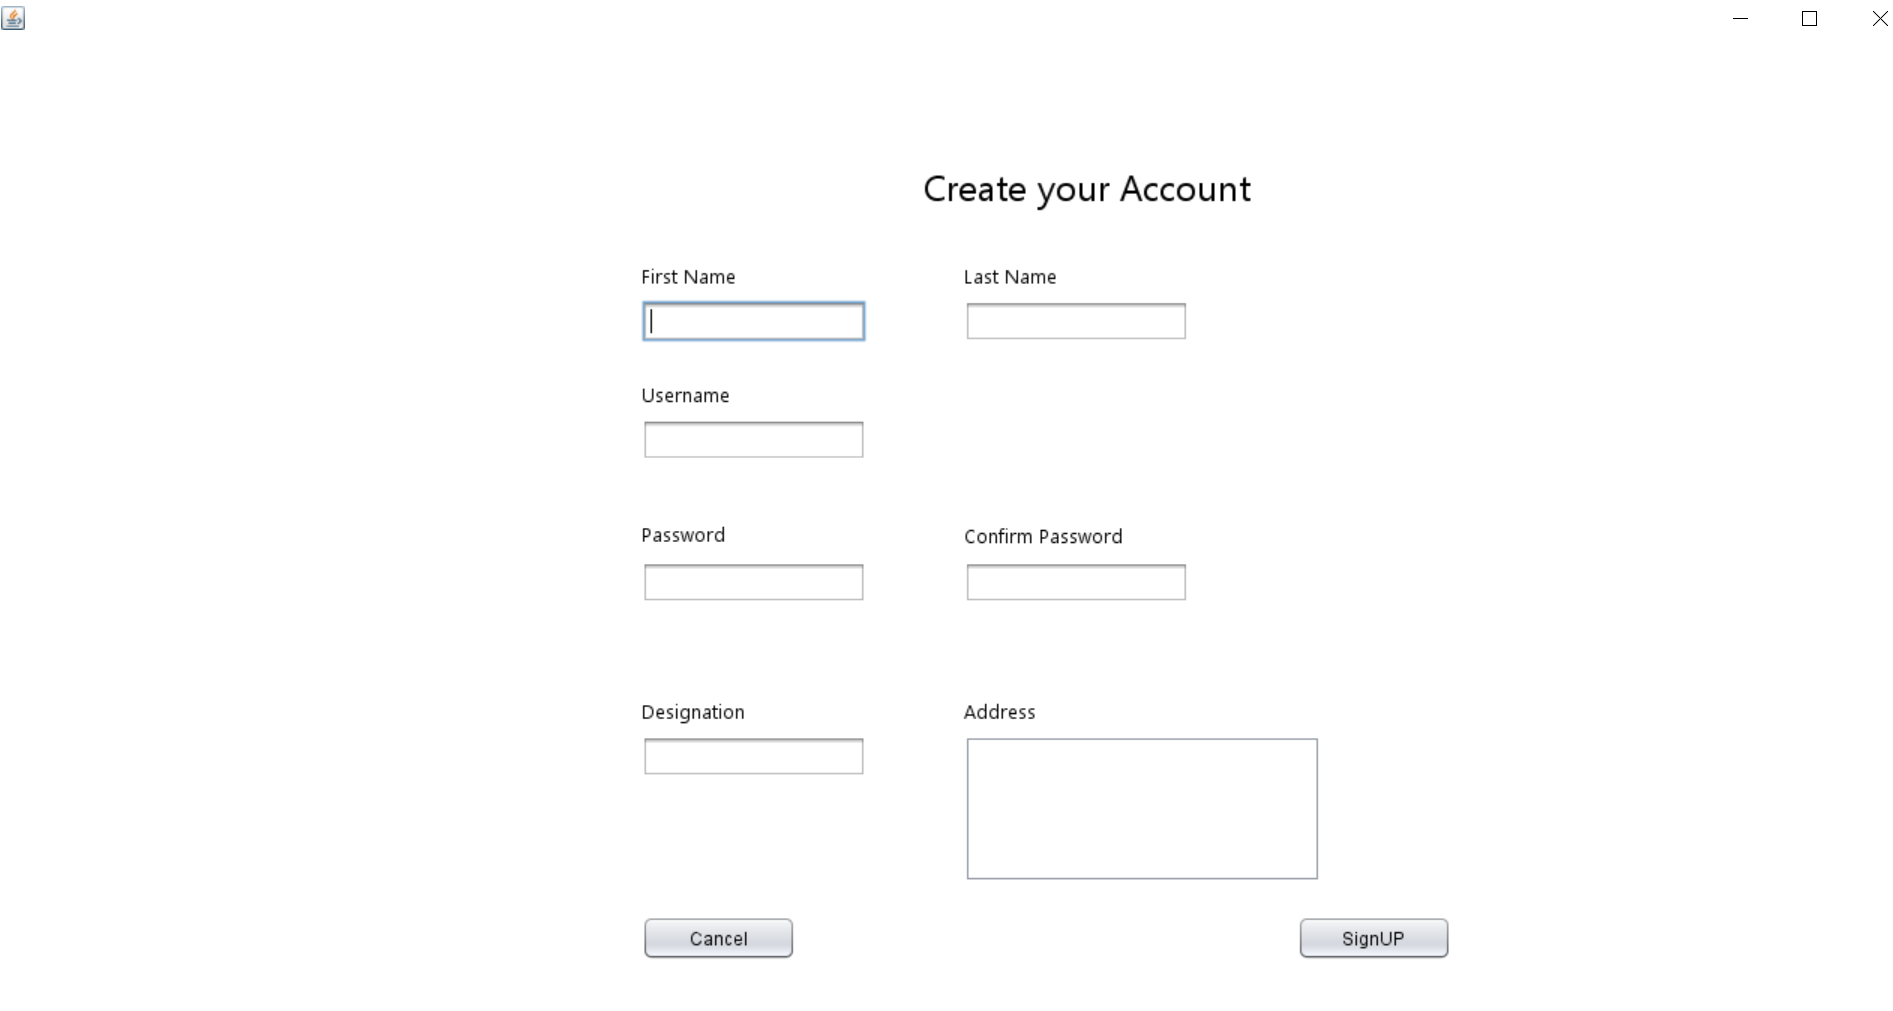 Create your Account
First Name
Last Name
Username
Password
Confirm Password
Designation
Address
Cancel
SignUP